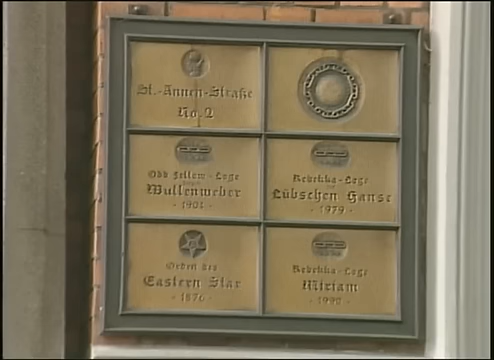 St.-Annen-Straße
No. 2
Odd Fellow-Loge
Wullenweber
- 1901 -
Rebekka-Loge
Lübschen Hanse
- 1979 -
Orden des
Eastern Star
- 1876 -
Rebekka-Loge
Miriam
- 1992 -